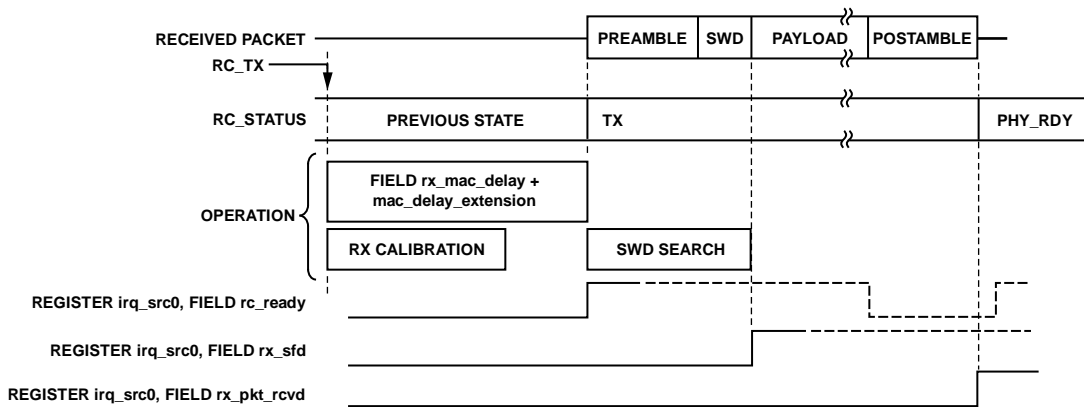 RECEIVED PACKET
PREAMBLE SWD PAYLOAD POSTAMBLE
RC_TX
RC_STATUS PREVIOUS STATE TX PHY_RDY
OPERATION
FIELD rx_mac_delay +
mac_delay_extension
RX CALIBRATION SWD SEARCH
REGISTER irq_src0, FIELD rc_ready
REGISTER irq_src0, FIELD rx_sfd
REGISTER irq_src0, FIELD rx_pkt_rcvd